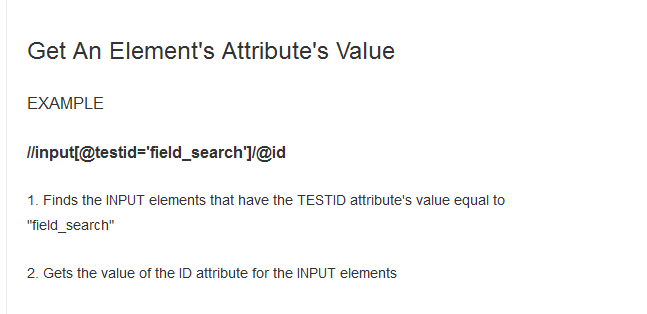 Get An Element's Attribute's Value
EXAMPLE
//input[@testid='field_search']/@id
1. Finds the INPUT elements that have the TESTID attribute's value equal to
"field_search"
2. Gets the value of the ID attribute for the INPUT elements